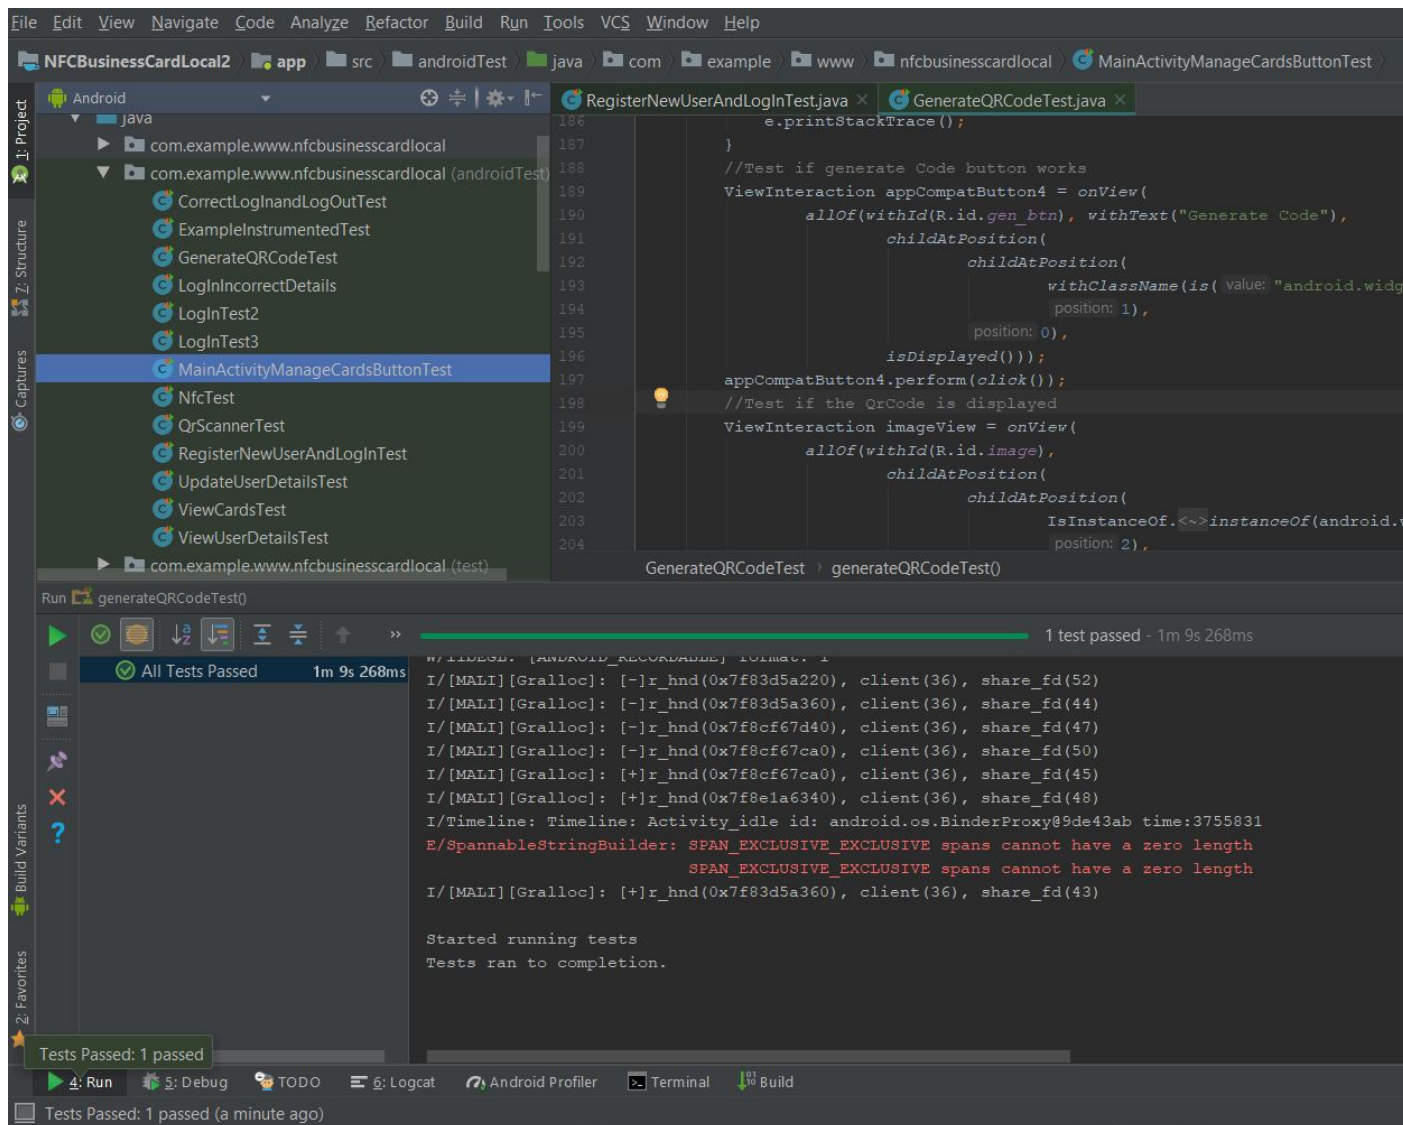 File Edit View Navigate Code Analyze Refactor Build Run Tools VCS Window Help
NFCBusinessCardLocal2 app src androidTest java com example www nfcbusinesscardlocal MainActivityManageCardsButtonTest
Android
RegisterNewUserAndLogInTest.java GenerateQRCodeTest.java
1: Project
Z: Structure
Captures
Build Variants
2: Favorites
java
com.example.www.nfcbusinesscardlocal
com.example.www.nfcbusinesscardlocal (androidTest)
CorrectLogInandLogOutTest
ExampleInstrumentedTest
GenerateQRCodeTest
LogInIncorrectDetails
LogInTest2
LogInTest3
MainActivityManageCardsButtonTest
NfcTest
QrScannerTest
RegisterNewUserAndLogInTest
UpdateUserDetailsTest
ViewCardsTest
ViewUserDetailsTest
com.example.www.nfcbusinesscardlocal (test)
186 e.printStackTrace();
187 }
188 //Test if generate Code button works
189 ViewInteraction appCompatButton4 = onView(
190 allOf(withId(R.id.gen_btn), withText("Generate Code"),
191 childAtPosition(
192 childAtPosition(
193 withClassName(is( value: "android.widg
194 position: 1),
195 position: 0),
196 isDisplayed()));
197 appCompatButton4.perform(click());
198 //Test if the QrCode is displayed
199 ViewInteraction imageView = onView(
200 allOf(withId(R.id.image),
201 childAtPosition(
202 childAtPosition(
203 IsInstanceOf.<~>instanceOf(android.w
204 position: 2),
GenerateQRCodeTest generateQRCodeTest()
Run generateQRCodeTest()
1 test passed - 1m 9s 268ms
All Tests Passed 1m 9s 268ms
W/libEGL: [ANDROID_RECORDABLE] format: 1
I/[MALI][Gralloc]: [-]r_hnd(0x7f83d5a220), client(36), share_fd(52)
I/[MALI][Gralloc]: [-]r_hnd(0x7f83d5a360), client(36), share_fd(44)
I/[MALI][Gralloc]: [-]r_hnd(0x7f8cf67d40), client(36), share_fd(47)
I/[MALI][Gralloc]: [-]r_hnd(0x7f8cf67ca0), client(36), share_fd(50)
I/[MALI][Gralloc]: [+]r_hnd(0x7f8cf67ca0), client(36), share_fd(45)
I/[MALI][Gralloc]: [+]r_hnd(0x7f8e1a6340), client(36), share_fd(48)
I/Timeline: Timeline: Activity_idle id: android.os.BinderProxy@9de43ab time:3755831
E/SpannableStringBuilder: SPAN_EXCLUSIVE_EXCLUSIVE spans cannot have a zero length
SPAN_EXCLUSIVE_EXCLUSIVE spans cannot have a zero length
I/[MALI][Gralloc]: [+]r_hnd(0x7f83d5a360), client(36), share_fd(43)
Started running tests
Tests ran to completion.
Tests Passed: 1 passed
4: Run 5: Debug TODO 6: Logcat Android Profiler Terminal Build
Tests Passed: 1 passed (a minute ago)